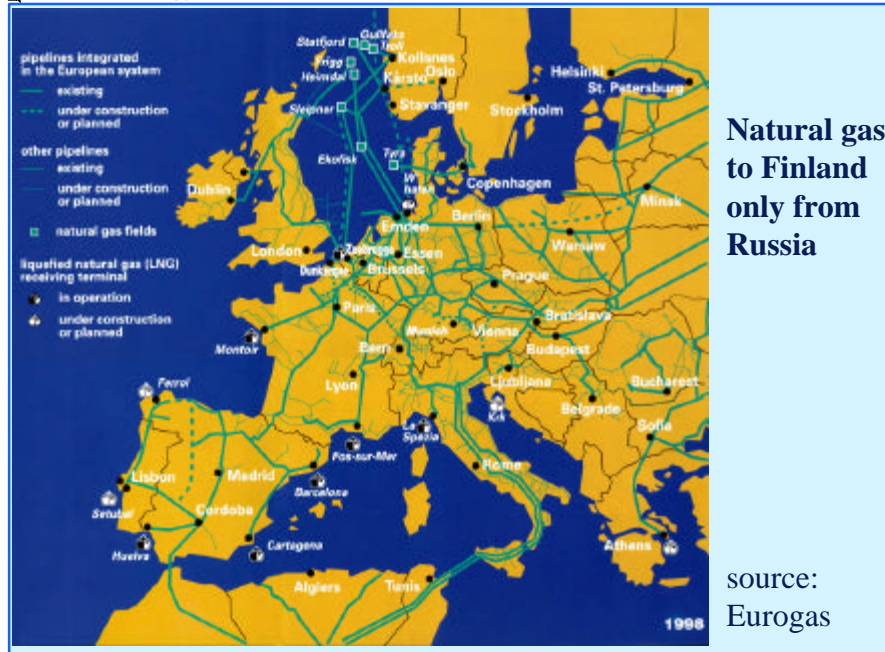 Statfjord
Gullfaks
Troll
Frigg
Heimdal
Kollsnes
Kårsto
Oslo
Helsinki
St. Petersburg
Stavanger
Stockholm
Sleipner
pipelines integrated
in the European system
existing
under construction
or planned
other pipelines
existing
under construction
or planned
natural gas fields
liquefied natural gas (LNG)
receiving terminal
in operation
under construction
or planned
Ekofisk
Tyra
Dublin
Copenhagen
Minsk
Emden
Berlin
London
Zeebrugge
Essen
Warsaw
Brussels
Prague
Paris
Bratislava
Munich
Vienna
Budapest
Montoir
Bern
Ljubljana
Bucharest
Lyon
Ferrol
Krk
Belgrade
La
Spezia
Sofia
Fos-sur-Mer
Lisbon
Madrid
Rome
Barcelona
Setubal
Cordoba
Huelva
Cartagena
Athens
Algiers
Tunis
1998
Natural gas
to Finland
only from
Russia
source:
Eurogas